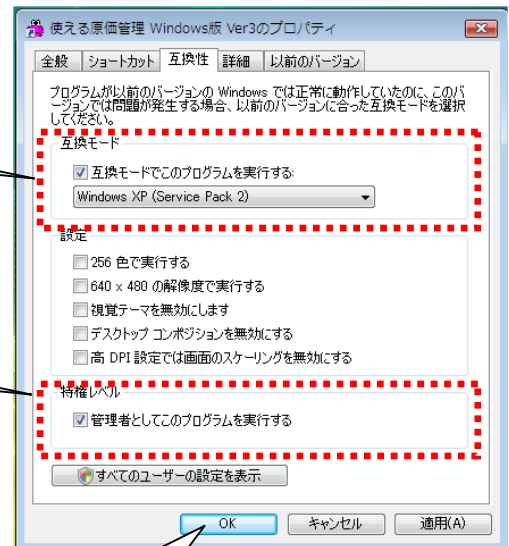 使える原価管理 Windows版 Ver3のプロパティ
全般 ショートカット 互換性 詳細 以前のバージョン
プログラムが以前のバージョンの Windows では正常に動作していたのに、このバ
ージョンでは問題が発生する場合、以前のバージョンに合った互換モードを選択
してください。
互換モード
互換モードでこのプログラムを実行する:
Windows XP (Service Pack 2)
設定
256 色で実行する
640 x 480 の解像度で実行する
視覚テーマを無効にします
デスクトップ コンポジションを無効にする
高 DPI 設定では画面のスケーリングを無効にする
特権レベル
管理者としてこのプログラムを実行する
すべてのユーザーの設定を表示
OK キャンセル 適用(A)